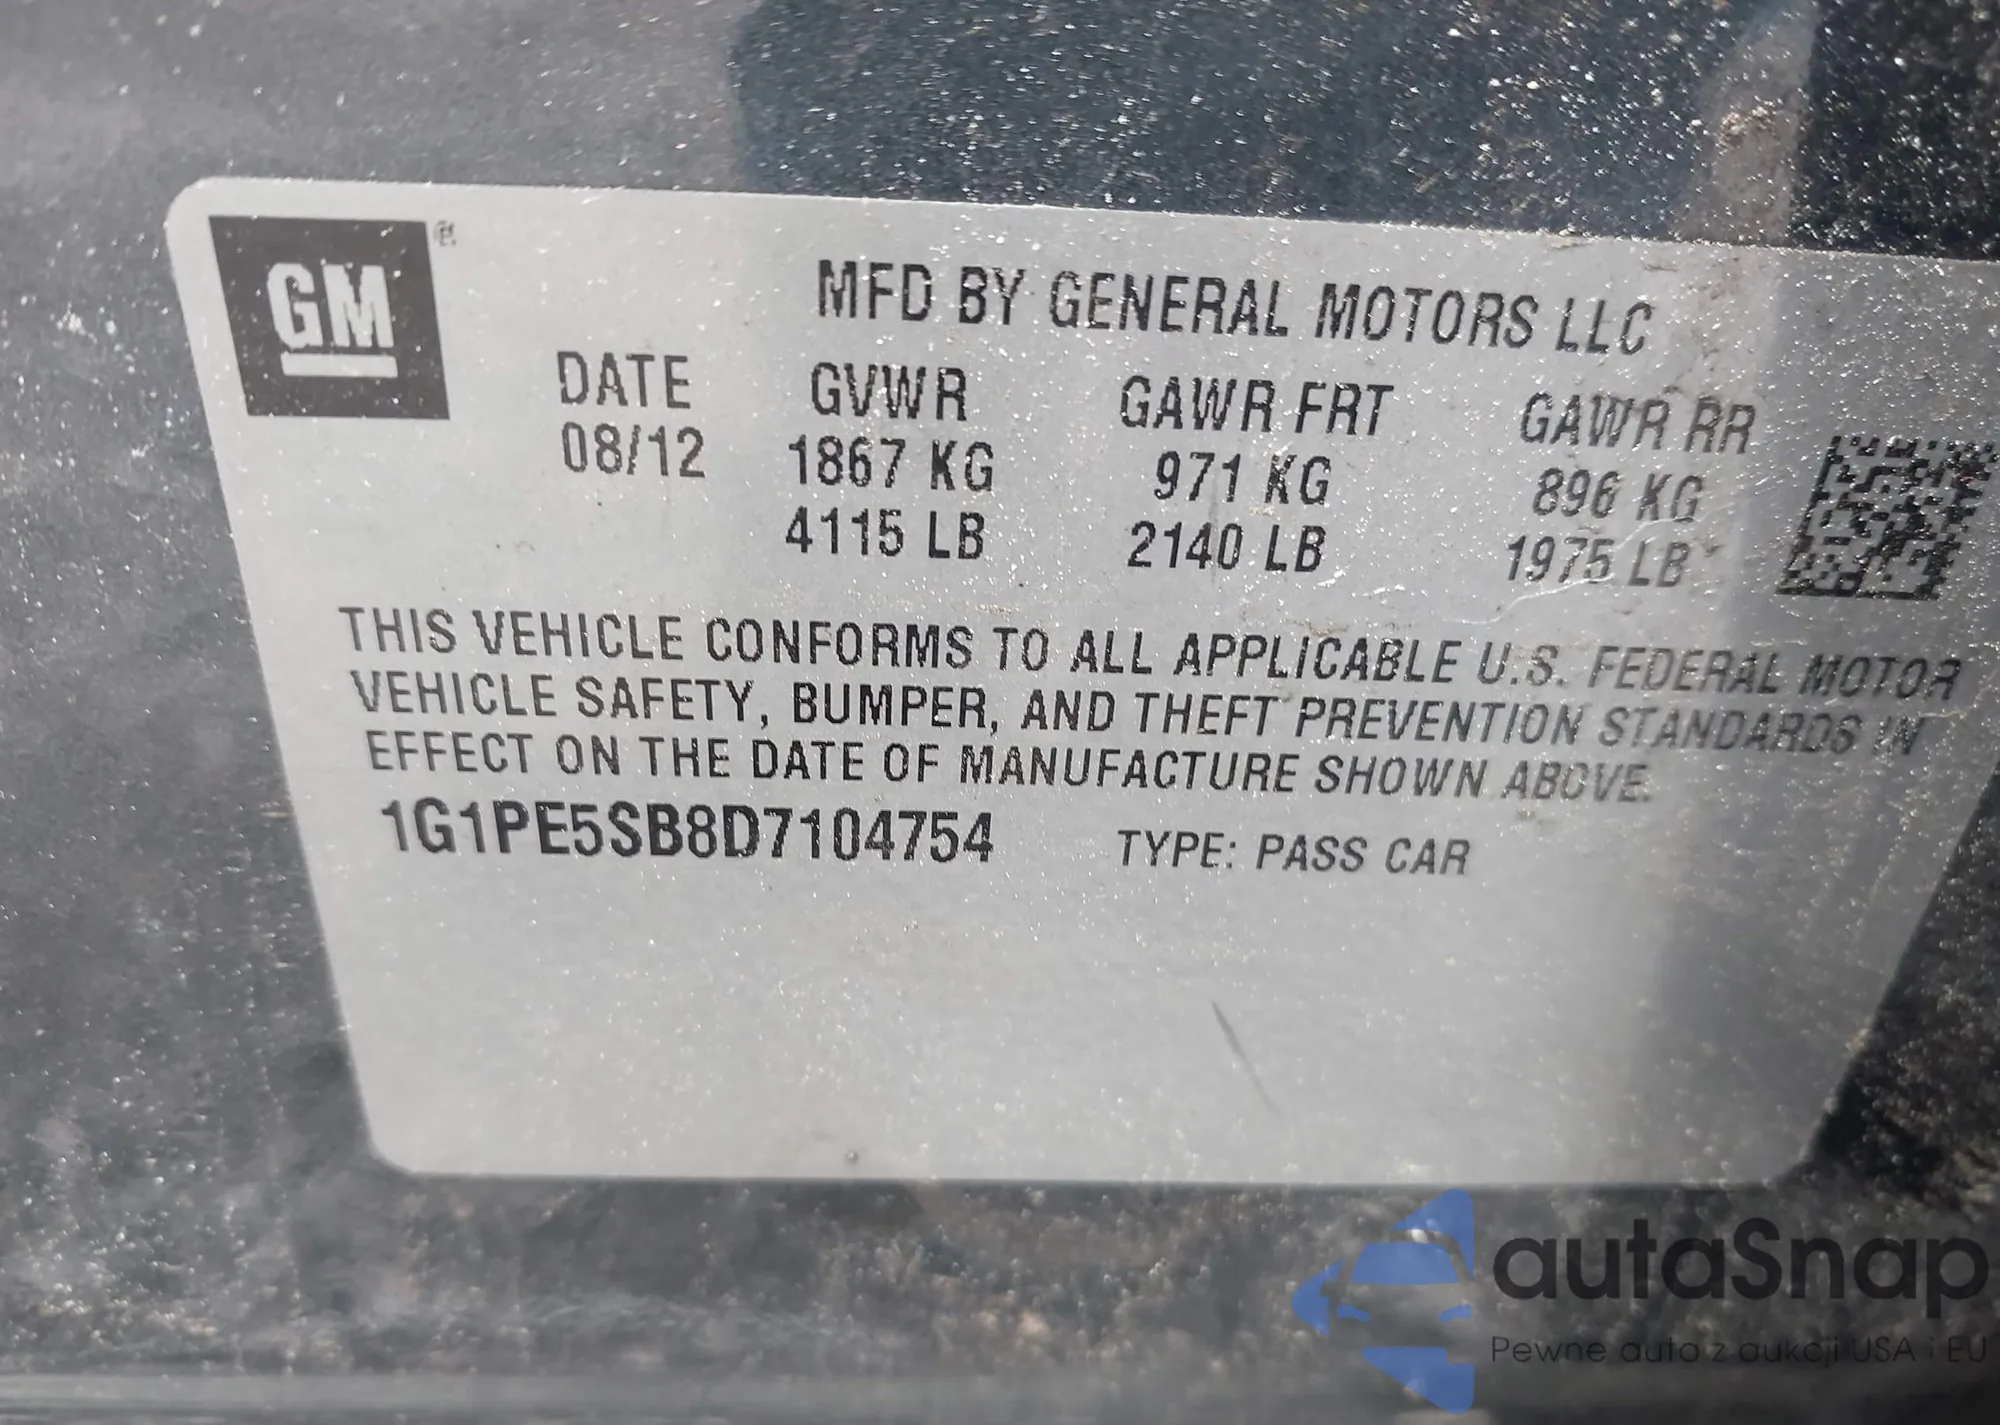 GM
MFD BY GENERAL MOTORS LLC
DATE GVWR GAWR FRT GAWR RR
08/12 1867 KG 971 KG 896 KG
4115 LB 2140 LB 1975 LB
THIS VEHICLE CONFORMS TO ALL APPLICABLE U.S. FEDERAL MOTOR
VEHICLE SAFETY, BUMPER, AND THEFT PREVENTION STANDARDS IN
EFFECT ON THE DATE OF MANUFACTURE SHOWN ABOVE.
1G1PE5SB8D7104754 TYPE: PASS CAR
autaSnap
Pewne auta z aukcji USA i EU